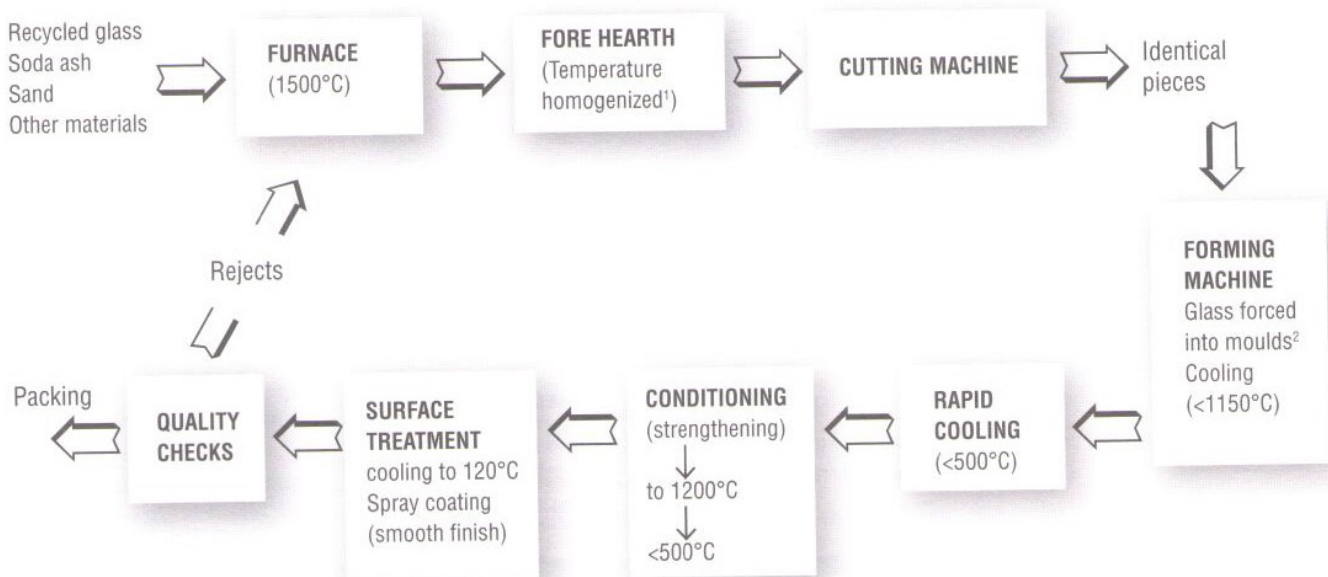 Recycled glass
Soda ash
Sand
Other materials
FURNACE
(1500°C)
FORE HEARTH
(Temperature
homogenized¹)
CUTTING MACHINE
Identical
pieces
FORMING
MACHINE
Glass forced
into moulds²
Cooling
(<1150°C)
RAPID
COOLING
(<500°C)
CONDITIONING
(strengthening)
to 1200°C
<500°C
SURFACE
TREATMENT
cooling to 120°C
Spray coating
(smooth finish)
QUALITY
CHECKS
Rejects
Packing